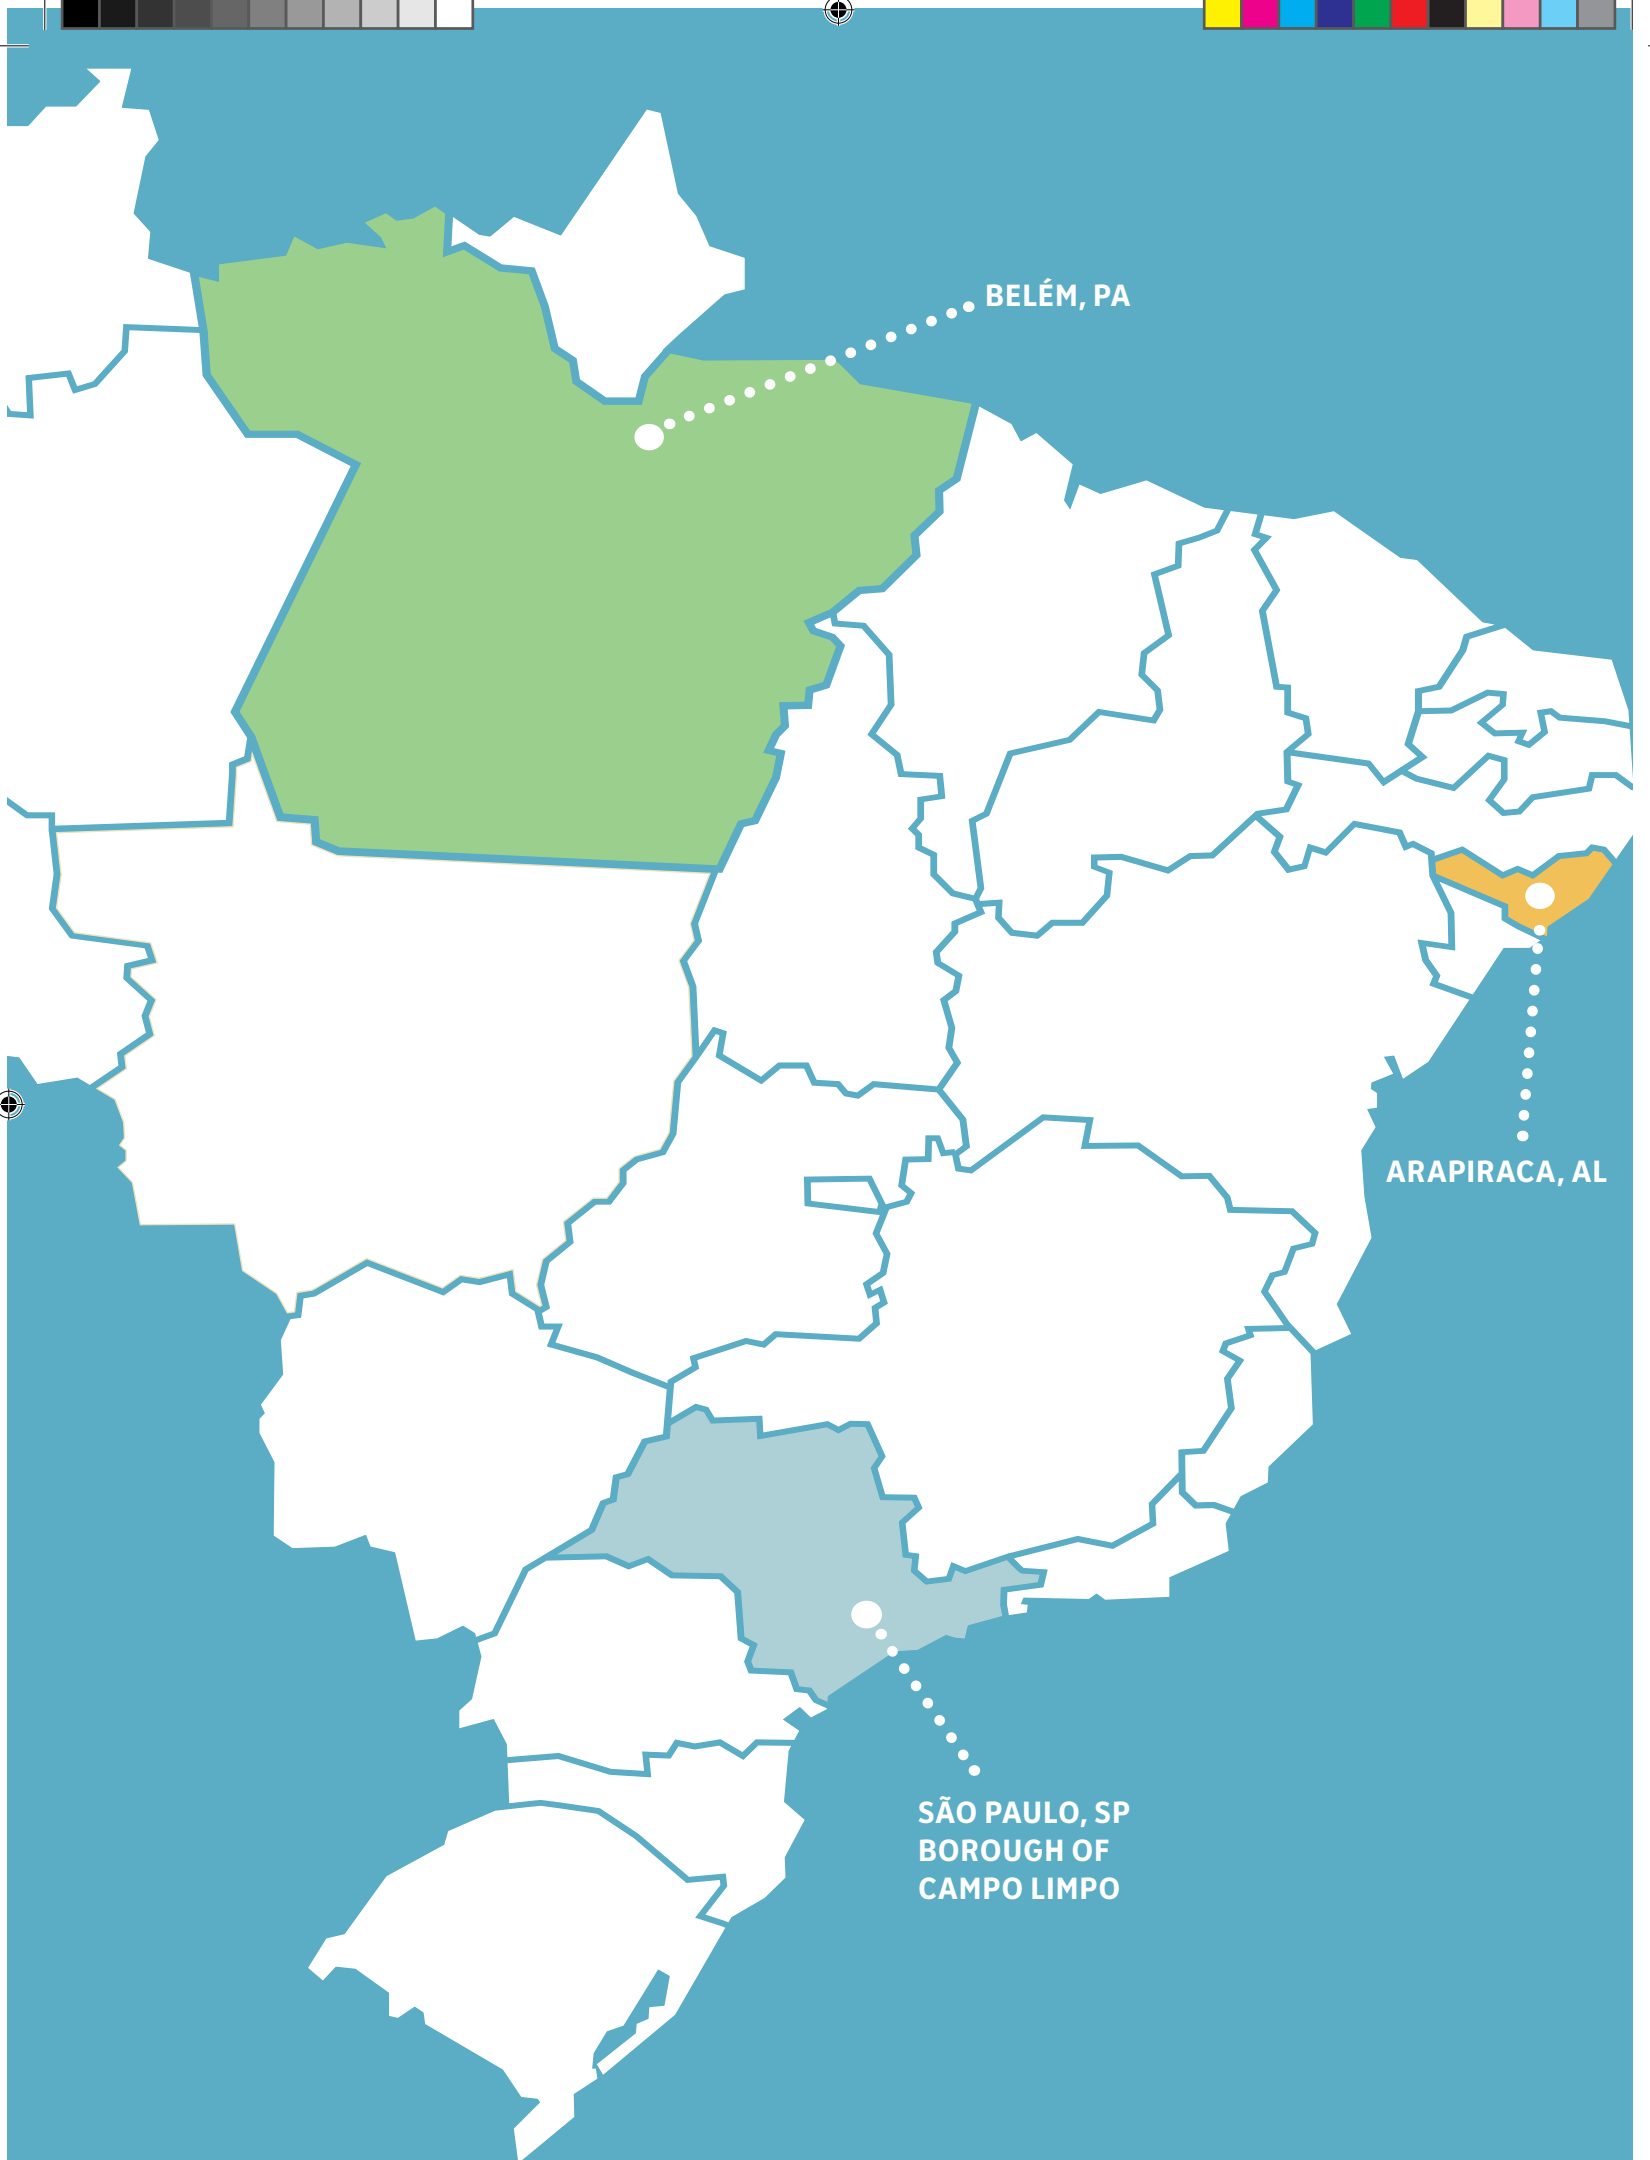 BELÉM, PA
ARAPIRACA, AL
SÃO PAULO, SP
BOROUGH OF
CAMPO LIMPO